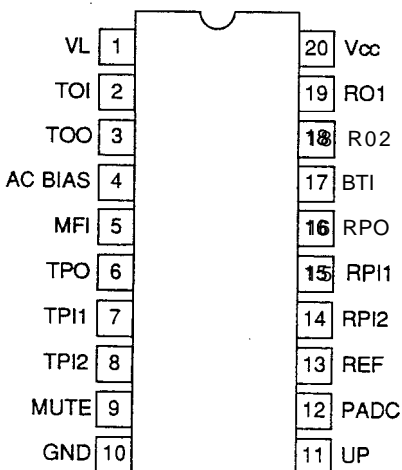 VL 1 20 Vcc
TOI 2 19 RO1
TOO 3 18 R02
AC BIAS 4 17 BTI
MFI 5 16 RPO
TPO 6 15 RPI1
TPI1 7 14 RPI2
TPI2 8 13 REF
MUTE 9 12 PADC
GND 10 11 UP